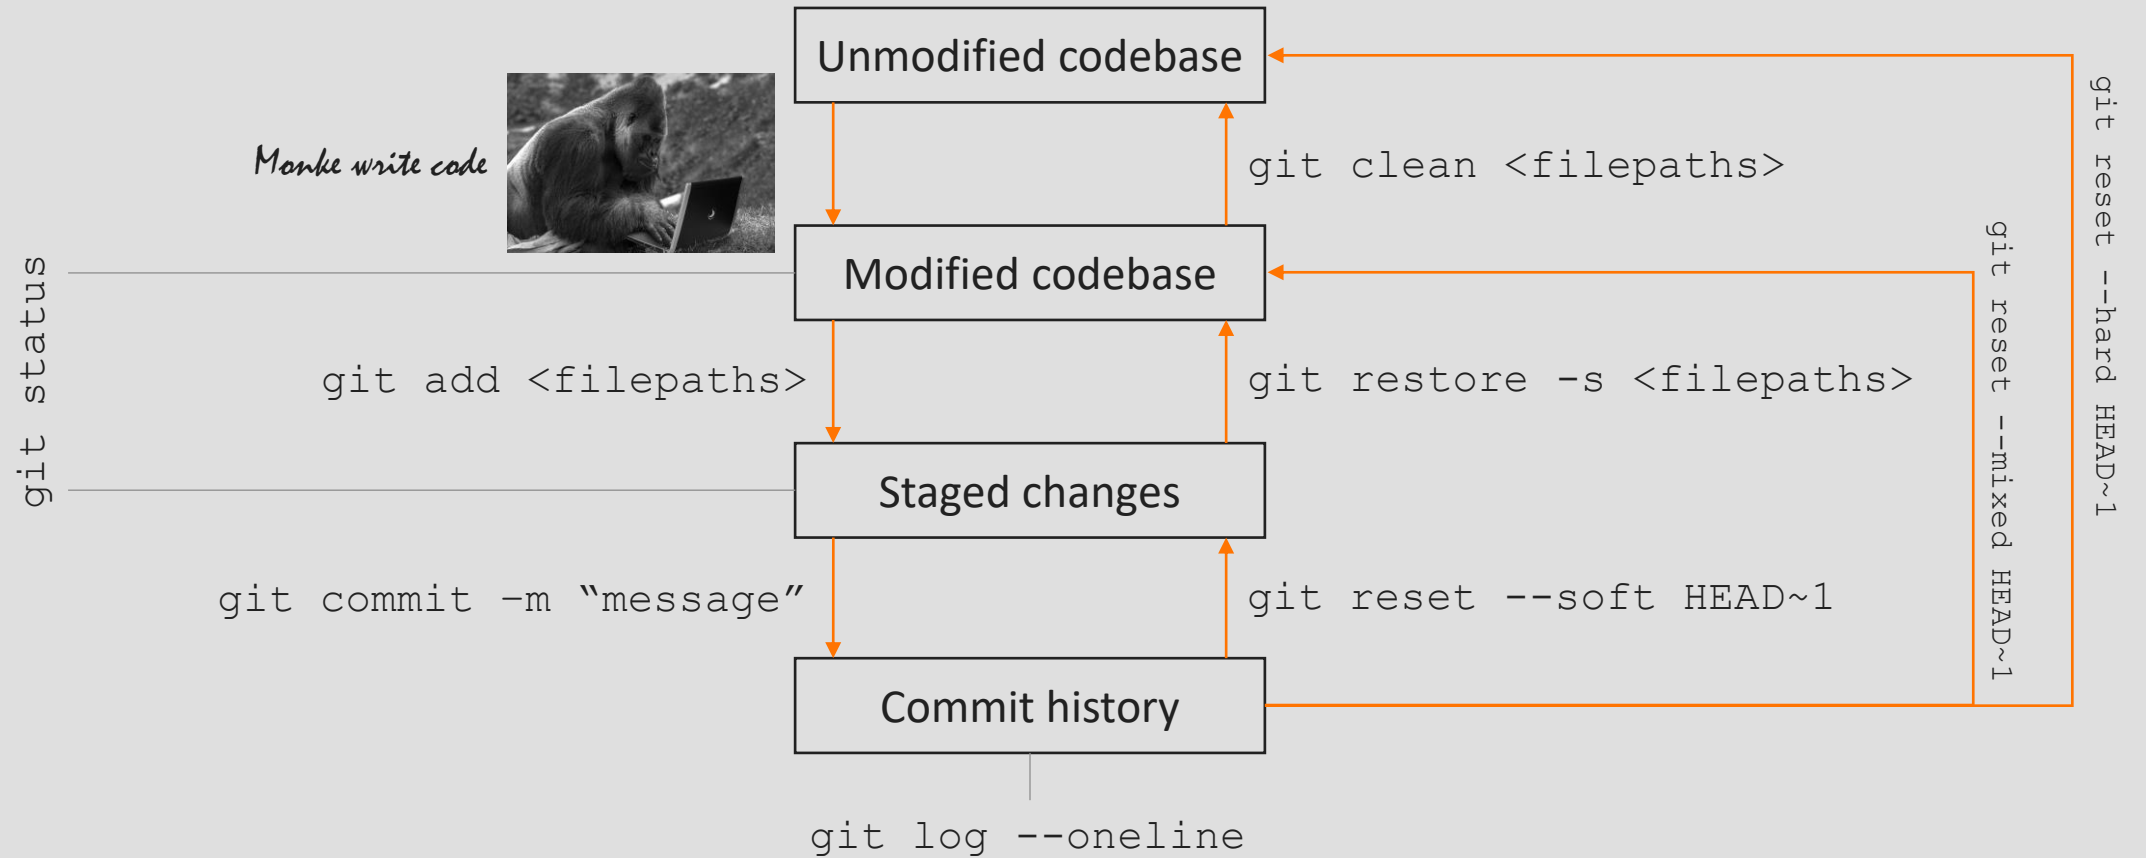 Unmodified codebase
Monke write code
git clean <filepaths>
Modified codebase
git status
git add <filepaths>
git restore -s <filepaths>
Staged changes
git commit –m “message”
git reset --soft HEAD~1
git reset --mixed HEAD~1
git reset --hard HEAD~1
Commit history
git log --oneline